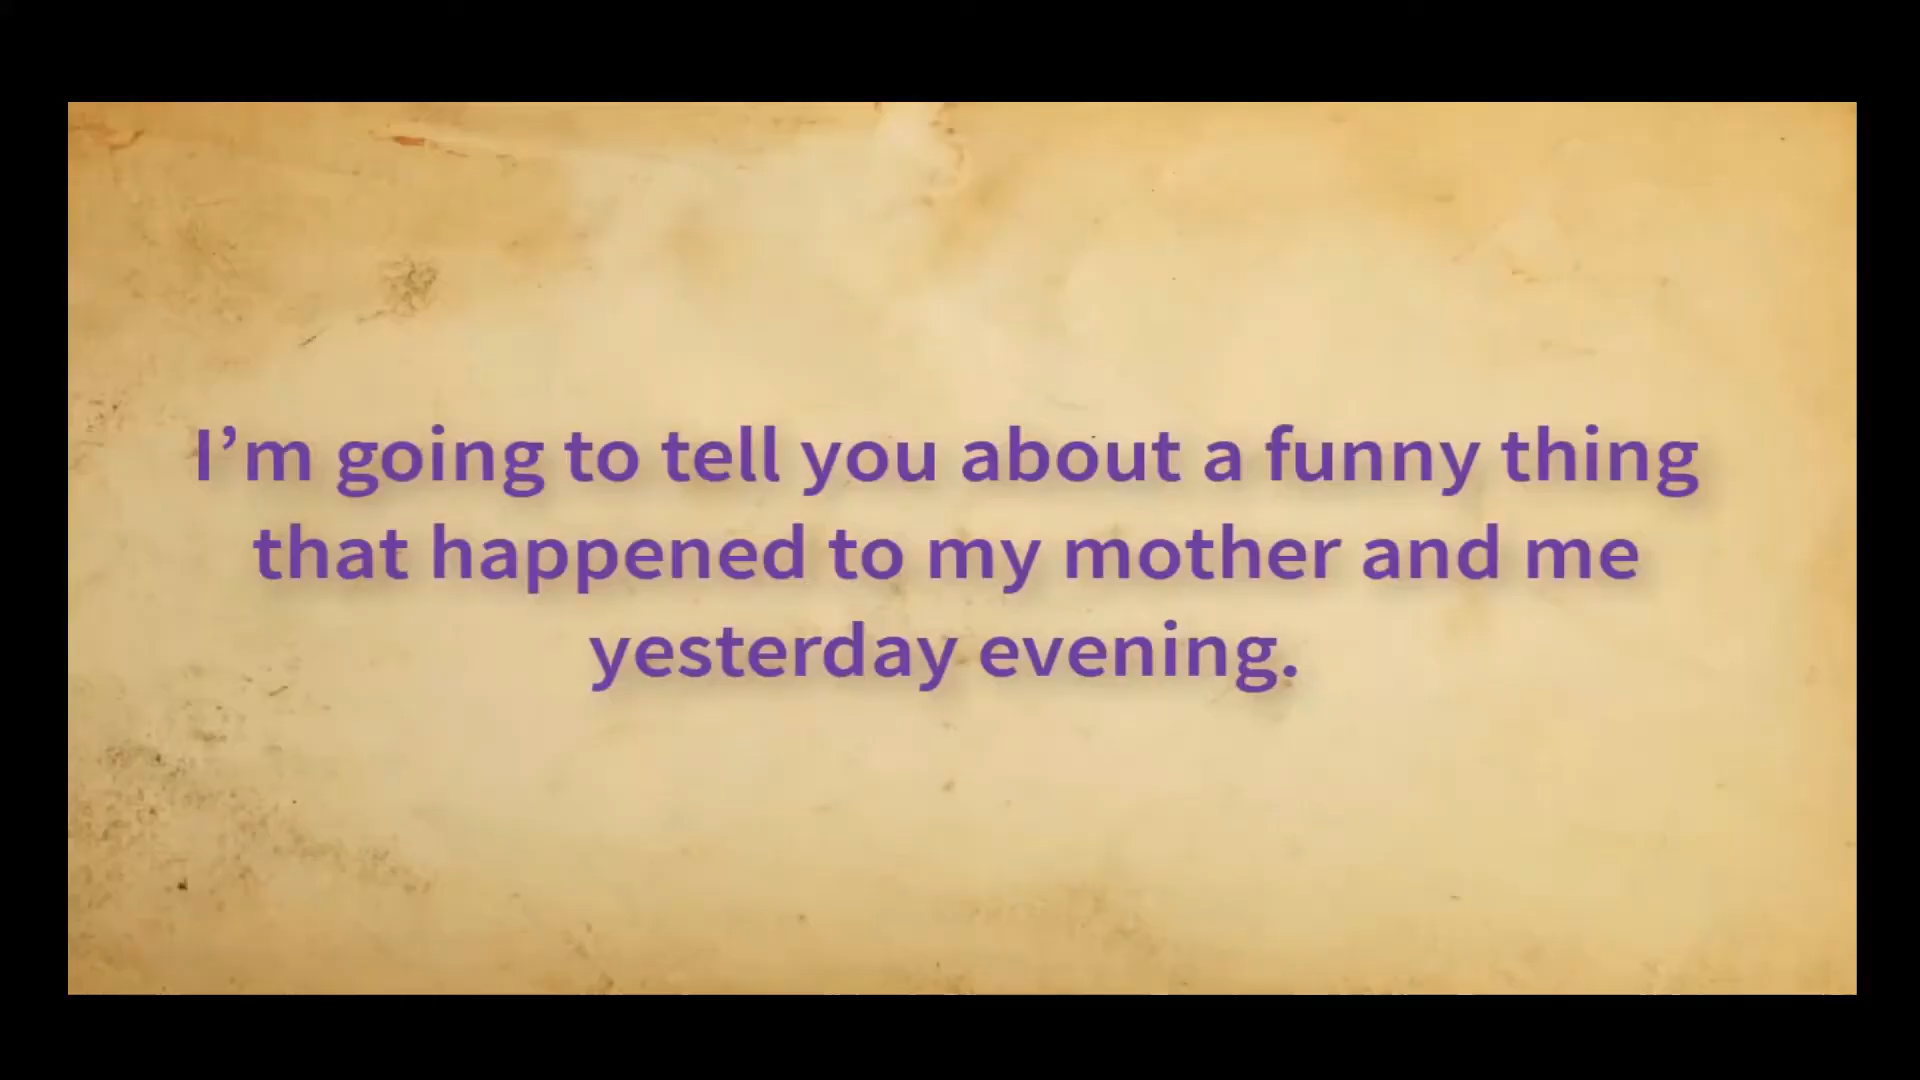 I’m going to tell you about a funny thing
that happened to my mother and me
yesterday evening.